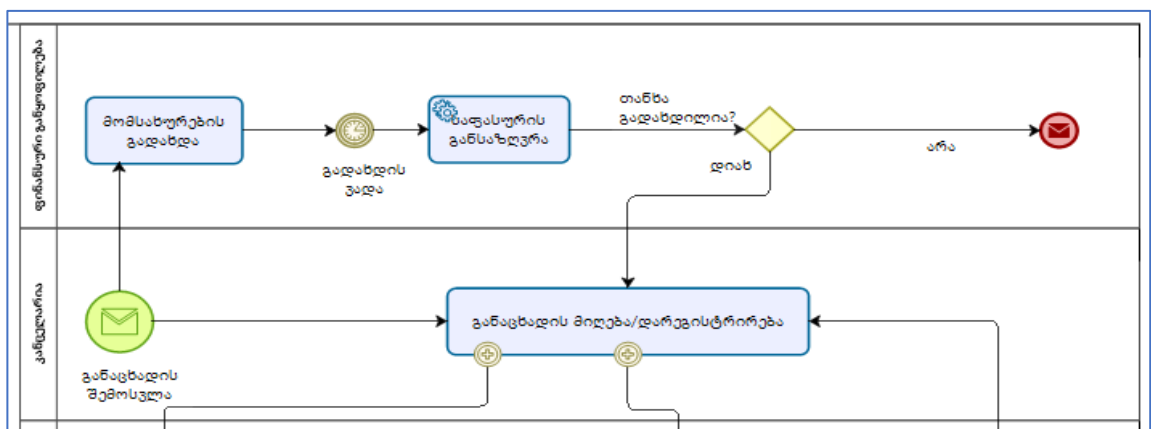 ფინანსური განყოფილება
მომსახურების
გადახდა
გადახდის
ვადა
საფასურის
განსაზღვრა
თანხა
გადახდილია?
დიახ
არა
კანცელარია
განაცხადის
შემოსვლა
განაცხადის მიღება/დარეგისტრირება